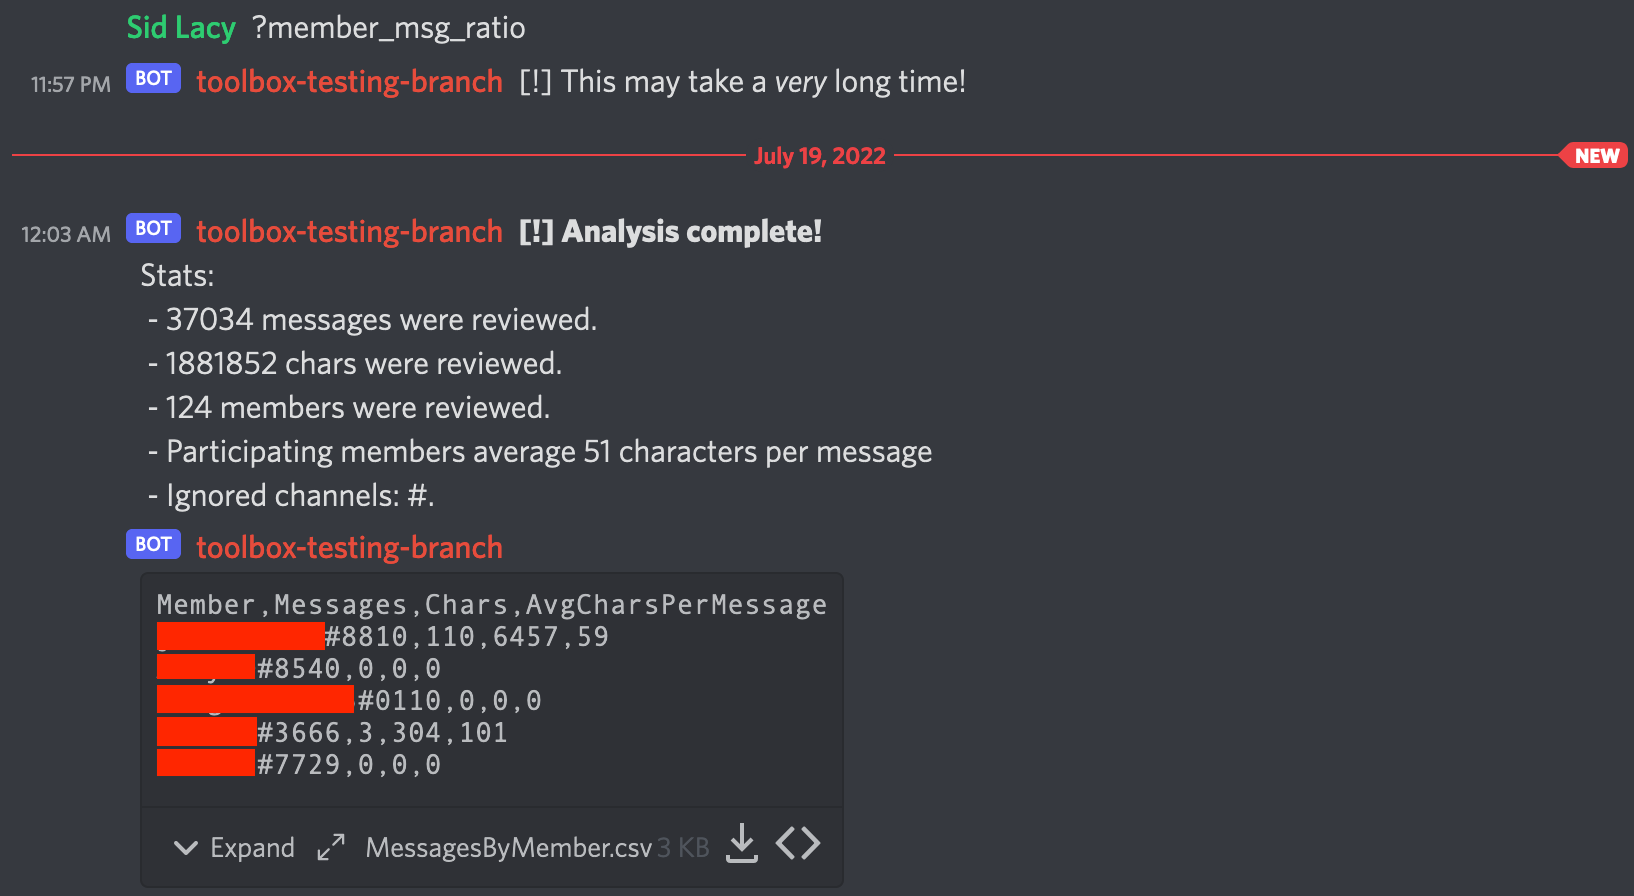 Sid Lacy ?member_msg_ratio
11:57 PM BOT toolbox-testing-branch [!] This may take a very long time!
July 19, 2022 NEW
12:03 AM BOT toolbox-testing-branch [!] Analysis complete!
Stats:
- 37034 messages were reviewed.
- 1881852 chars were reviewed.
- 124 members were reviewed.
- Participating members average 51 characters per message
- Ignored channels: #.
BOT toolbox-testing-branch
Member,Messages,Chars,AvgCharsPerMessage
#8810,110,6457,59
#8540,0,0,0
#0110,0,0,0
#3666,3,304,101
#7729,0,0,0
Expand MessagesByMember.csv 3 KB